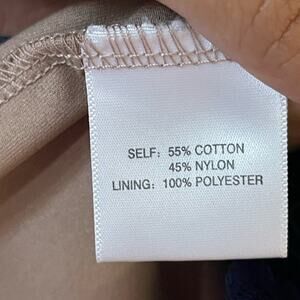 SELF: 55% COTTON
45% NYLON
LINING: 100% POLYESTER